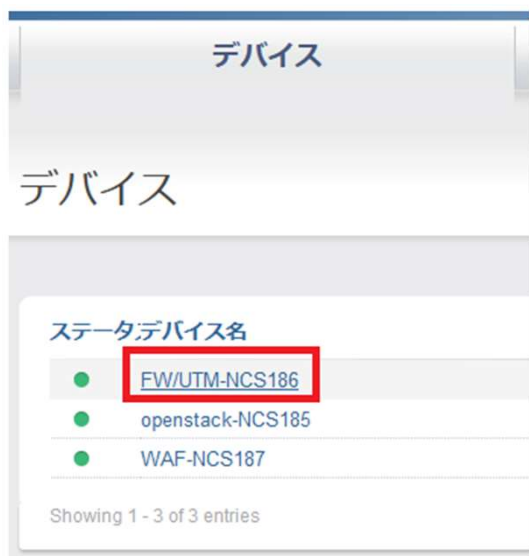 デバイス
デバイス
ステータ デバイス名
FW/UTM-NCS186
openstack-NCS185
WAF-NCS187
Showing 1 - 3 of 3 entries